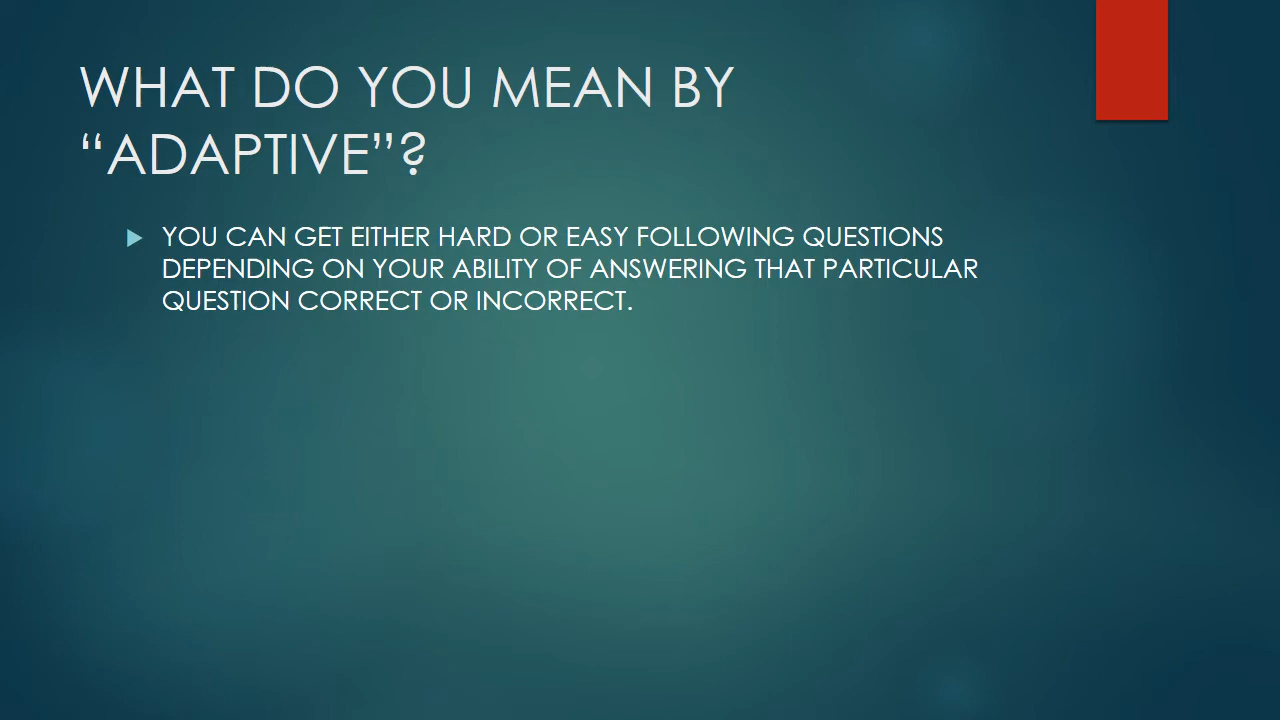 WHAT DO YOU MEAN BY
“ADAPTIVE”?
YOU CAN GET EITHER HARD OR EASY FOLLOWING QUESTIONS
DEPENDING ON YOUR ABILITY OF ANSWERING THAT PARTICULAR
QUESTION CORRECT OR INCORRECT.